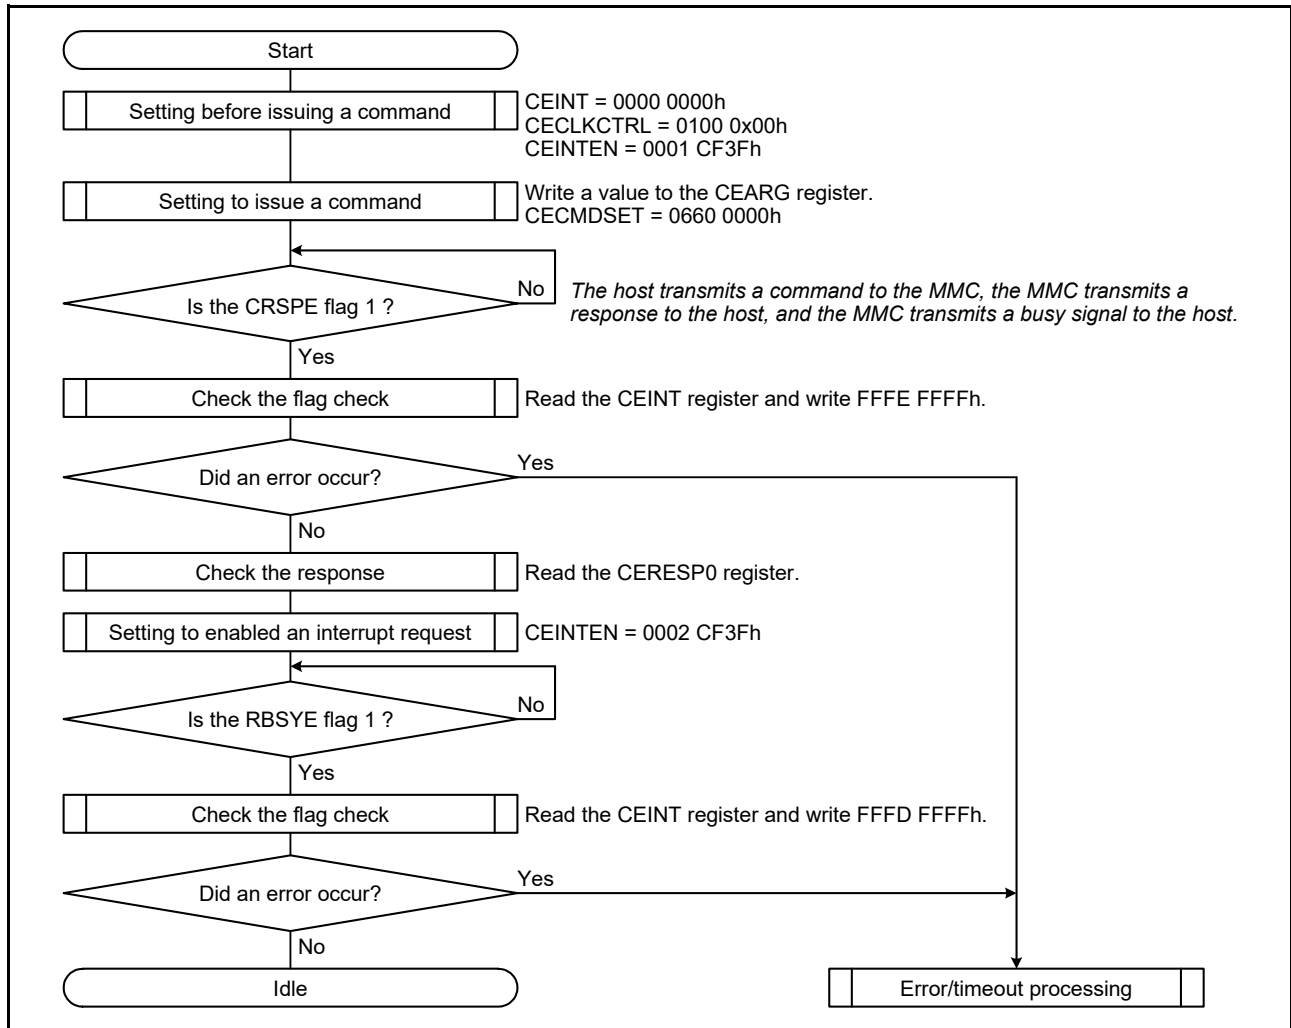 Start
Setting before issuing a command
CEINT = 0000 0000h
CECLKCTRL = 0100 0x00h
CEINTEN = 0001 CF3Fh
Setting to issue a command
Write a value to the CEARG register.
CECMDSET = 0660 0000h
Is the CRSPE flag 1 ?
No
The host transmits a command to the MMC, the MMC transmits a
response to the host, and the MMC transmits a busy signal to the host.
Yes
Check the flag check
Read the CEINT register and write FFFE FFFFh.
Did an error occur?
Yes
No
Check the response
Read the CERESP0 register.
Setting to enabled an interrupt request
CEINTEN = 0002 CF3Fh
Is the RBSYE flag 1 ?
No
Yes
Check the flag check
Read the CEINT register and write FFFD FFFFh.
Did an error occur?
Yes
No
Idle
Error/timeout processing